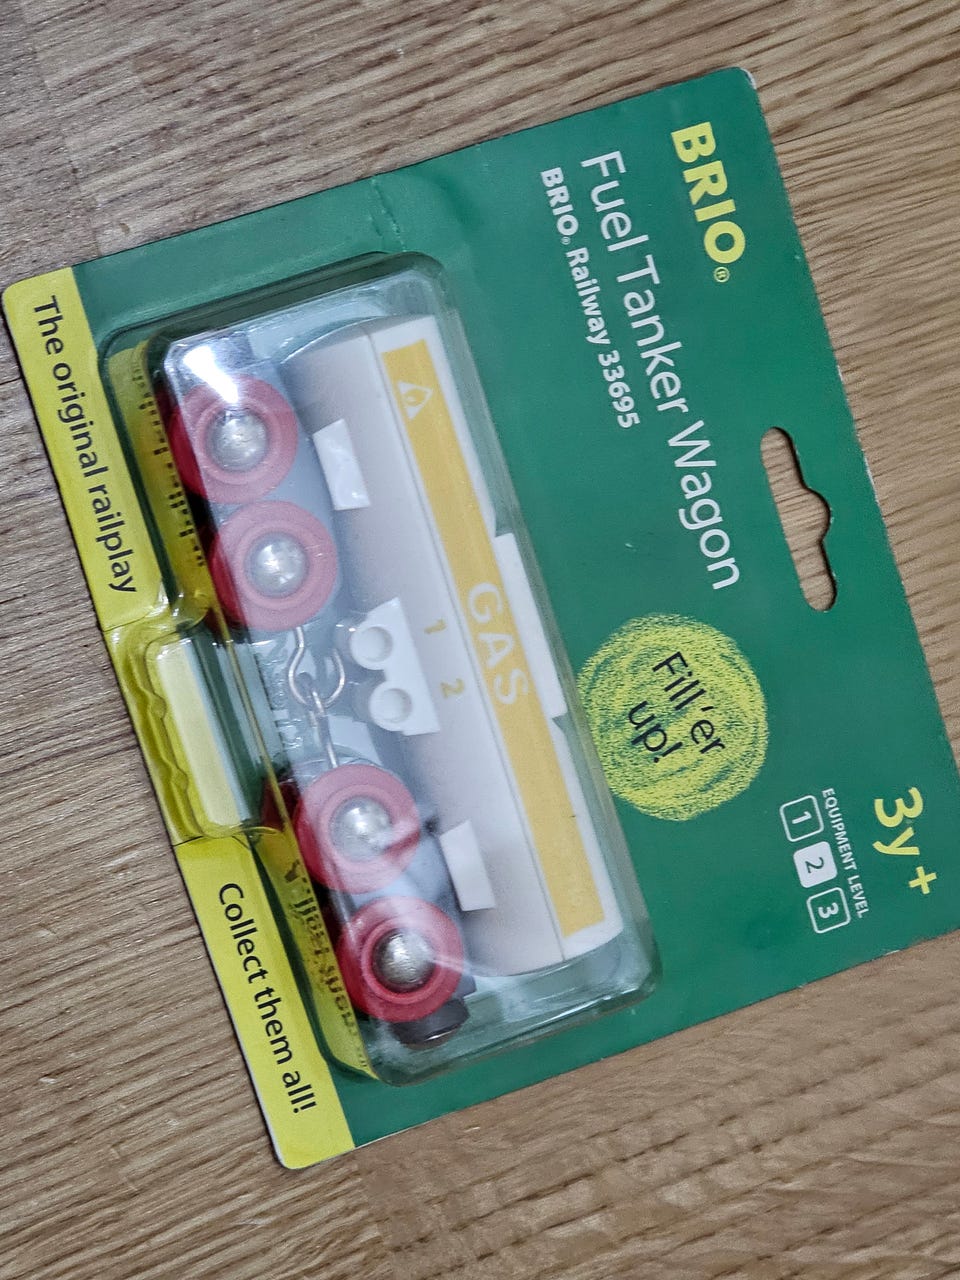 BRIO®
Fuel Tanker Wagon
BRIO® Railway 33695
Fill'er
up!
3y+
EQUIPMENT LEVEL
1 2 3
GAS
1 2
The original railplay
Collect them all!